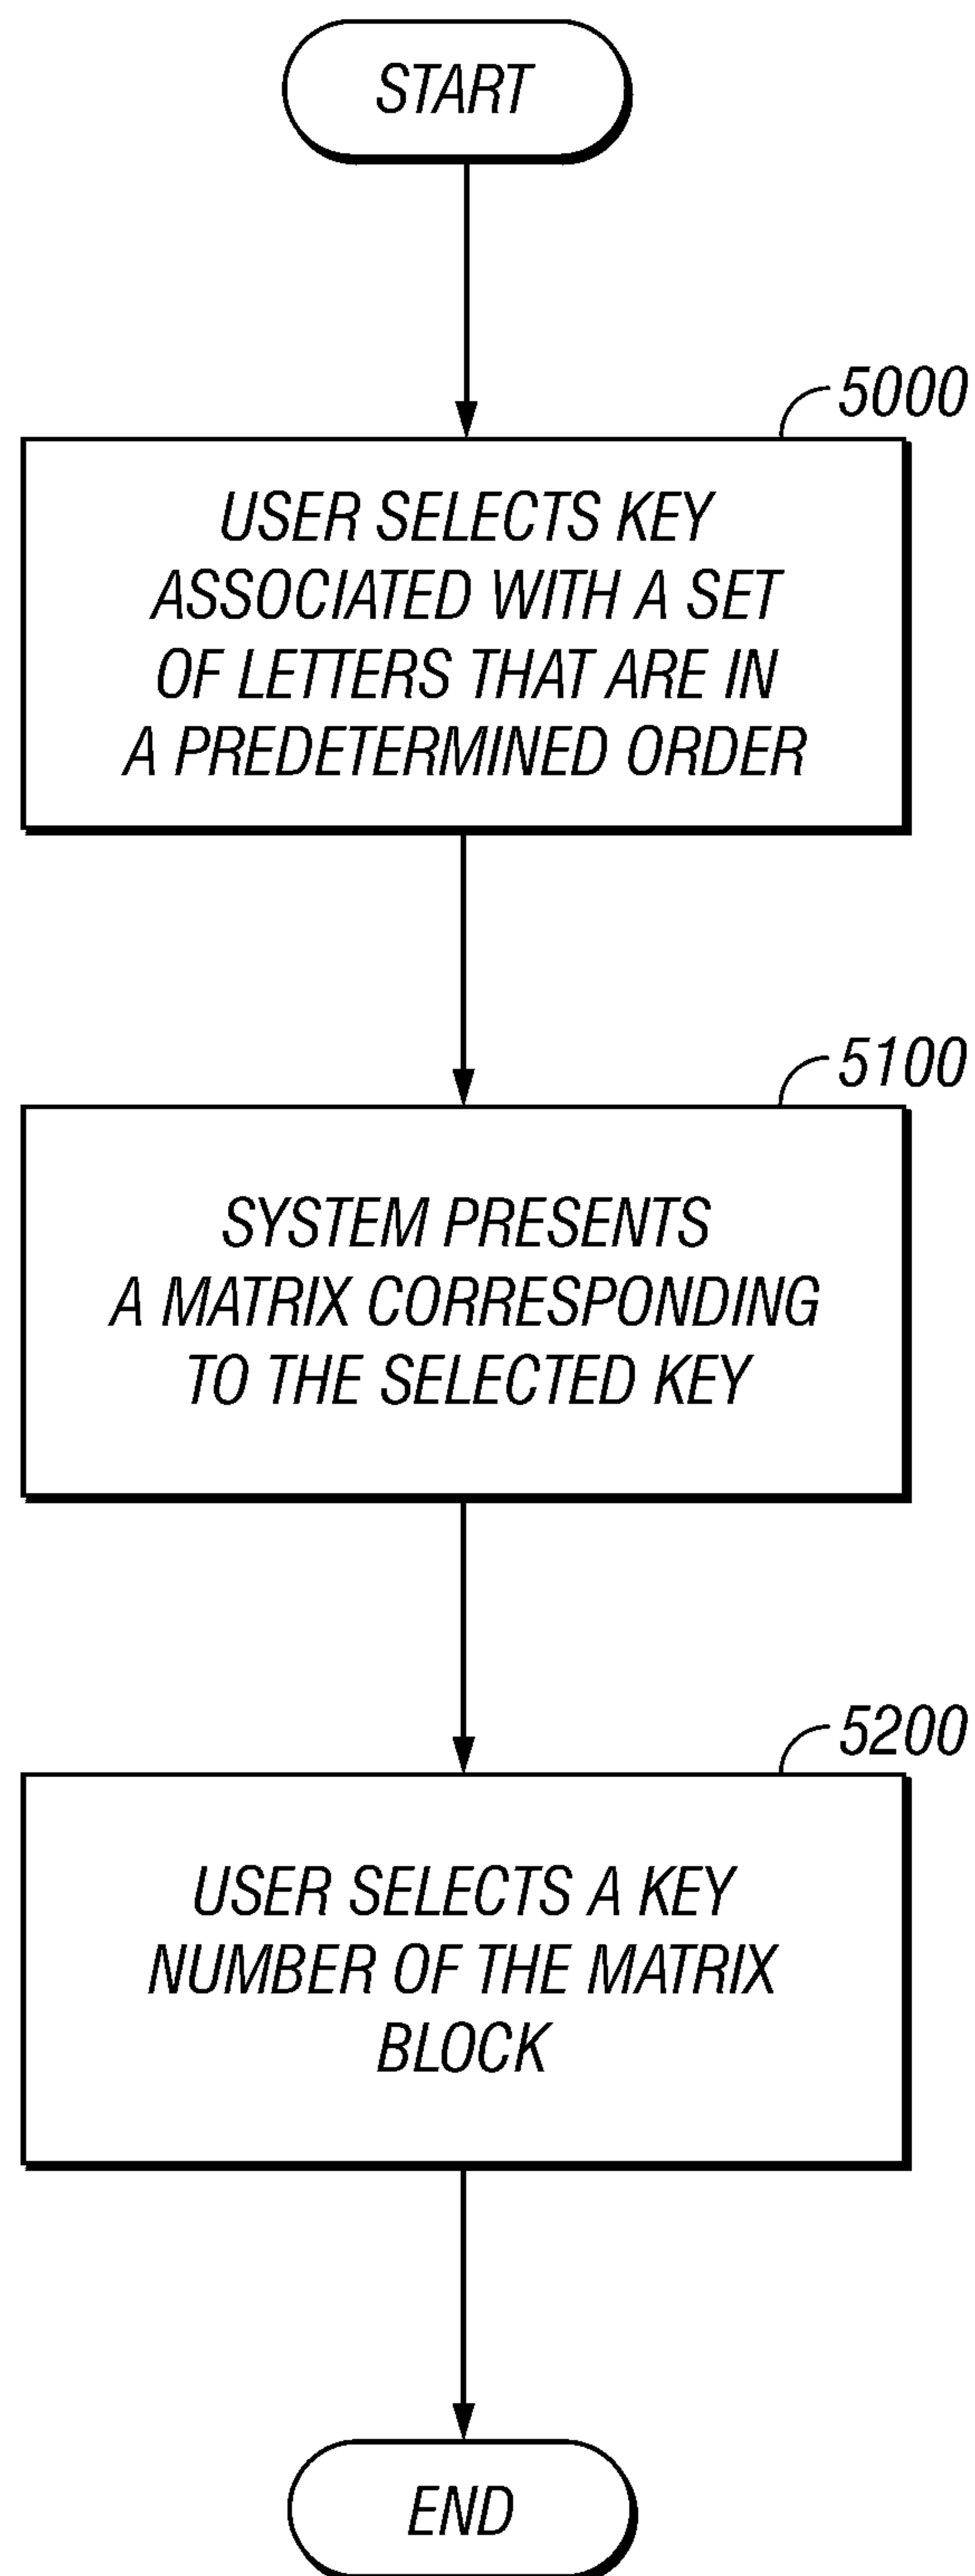 START
5000
USER SELECTS KEY
ASSOCIATED WITH A SET
OF LETTERS THAT ARE IN
A PREDETERMINED ORDER
5100
SYSTEM PRESENTS
A MATRIX CORRESPONDING
TO THE SELECTED KEY
5200
USER SELECTS A KEY
NUMBER OF THE MATRIX
BLOCK
END